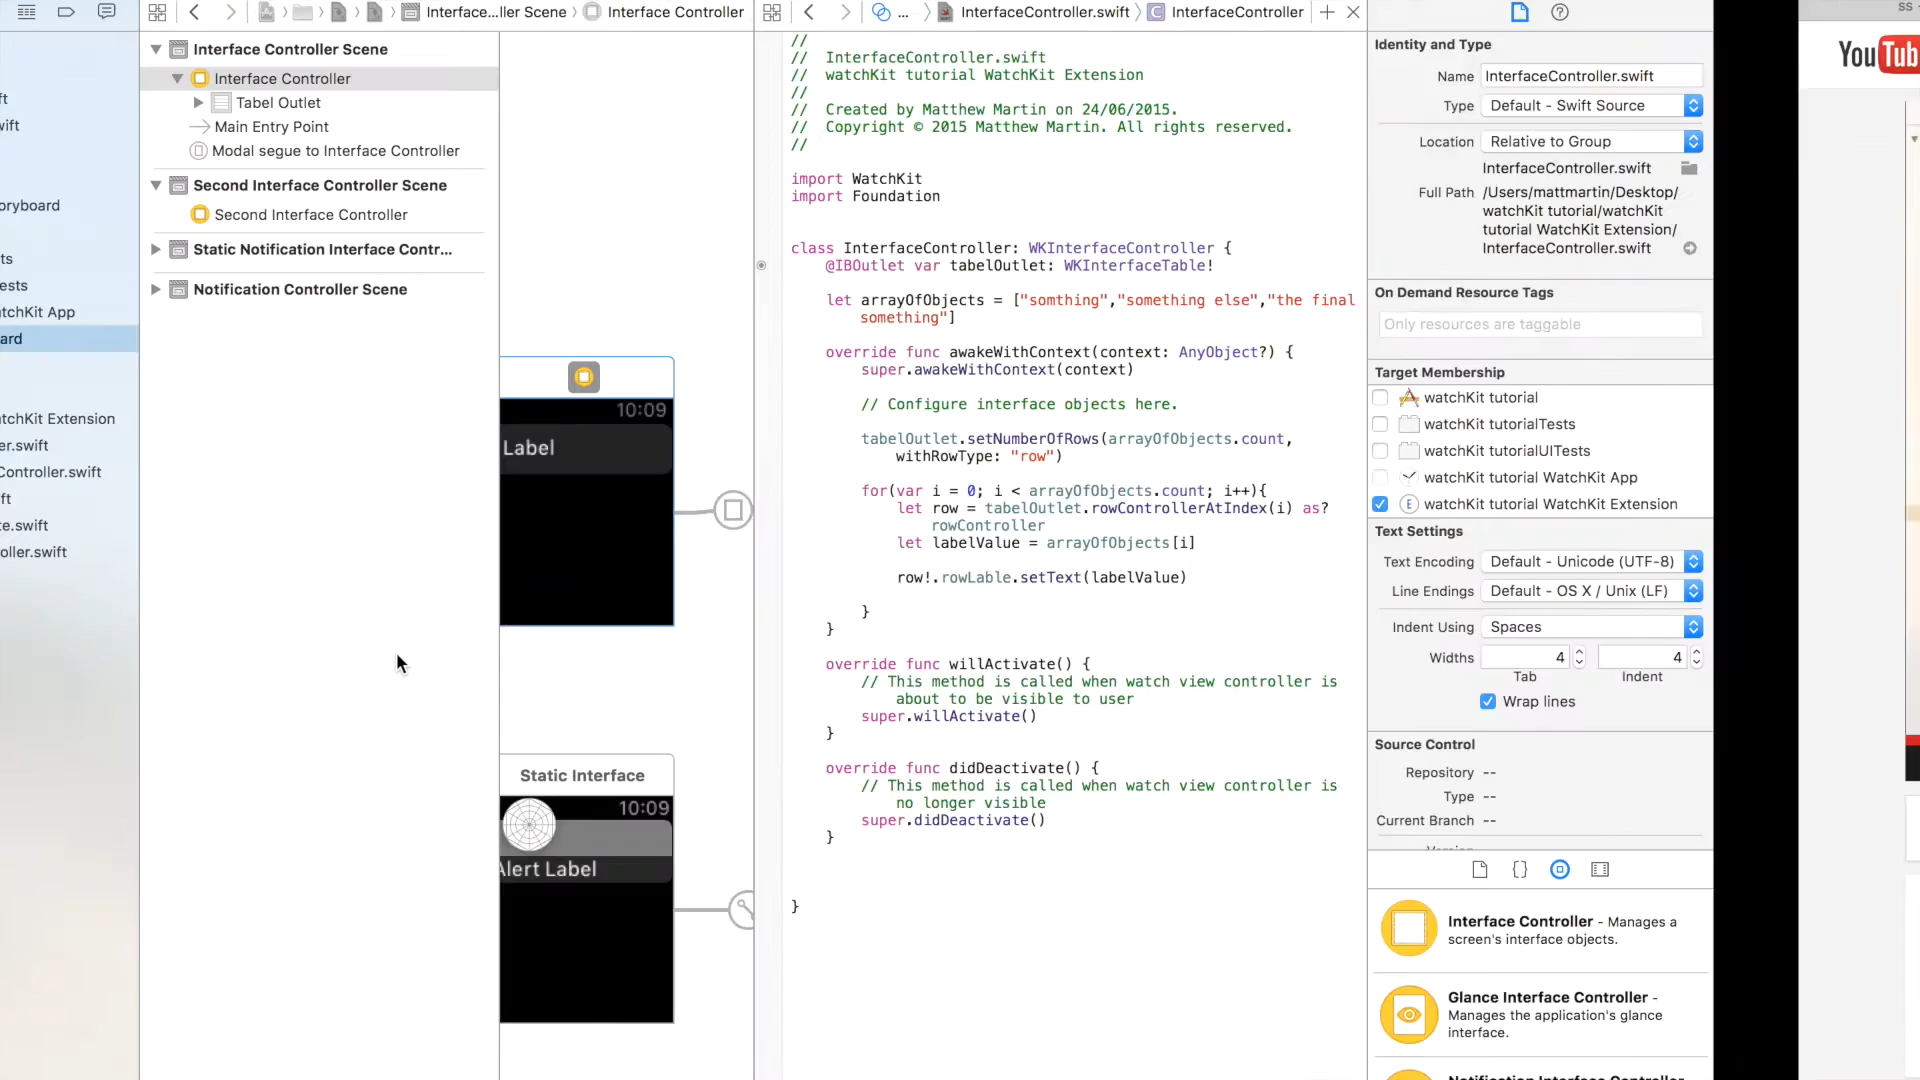 Interface...ller Scene
Interface Controller
...
InterfaceController.swift
InterfaceController
ft
wift
oryboard
ts
ests
atchKit App
ard
atchKit Extension
er.swift
Controller.swift
ft
te.swift
oller.swift
Interface Controller Scene
Interface Controller
Tabel Outlet
Main Entry Point
Modal segue to Interface Controller
Second Interface Controller Scene
Second Interface Controller
Static Notification Interface Contr...
Notification Controller Scene
10:09
Label
Static Interface
10:09
Alert Label
//
//  InterfaceController.swift
//  watchKit tutorial WatchKit Extension
//
//  Created by Matthew Martin on 24/06/2015.
//  Copyright © 2015 Matthew Martin. All rights reserved.
//
import WatchKit
import Foundation
class InterfaceController: WKInterfaceController {
@IBOutlet var tabelOutlet: WKInterfaceTable!
let arrayOfObjects = ["somthing","something else","the final
something"]
override func awakeWithContext(context: AnyObject?) {
super.awakeWithContext(context)
// Configure interface objects here.
tabelOutlet.setNumberOfRows(arrayOfObjects.count,
withRowType: "row")
for(var i = 0; i < arrayOfObjects.count; i++){
let row = tabelOutlet.rowControllerAtIndex(i) as?
rowController
let labelValue = arrayOfObjects[i]
row!.rowLable.setText(labelValue)
}
}
override func willActivate() {
// This method is called when watch view controller is
about to be visible to user
super.willActivate()
}
override func didDeactivate() {
// This method is called when watch view controller is
no longer visible
super.didDeactivate()
}
}
Identity and Type
Name InterfaceController.swift
Type Default - Swift Source
Location Relative to Group
InterfaceController.swift
Full Path /Users/mattmartin/Desktop/
watchKit tutorial/watchKit
tutorial WatchKit Extension/
InterfaceController.swift
On Demand Resource Tags
Only resources are taggable
Target Membership
watchKit tutorial
watchKit tutorialTests
watchKit tutorialUITests
watchKit tutorial WatchKit App
E watchKit tutorial WatchKit Extension
Text Settings
Text Encoding Default - Unicode (UTF-8)
Line Endings Default - OS X / Unix (LF)
Indent Using Spaces
Widths 4 4
Tab Indent
Wrap lines
Source Control
Repository --
Type --
Current Branch --
Interface Controller - Manages a
screen's interface objects.
Glance Interface Controller -
Manages the application's glance
interface.
Notification Interface Controller
SS
YouTub